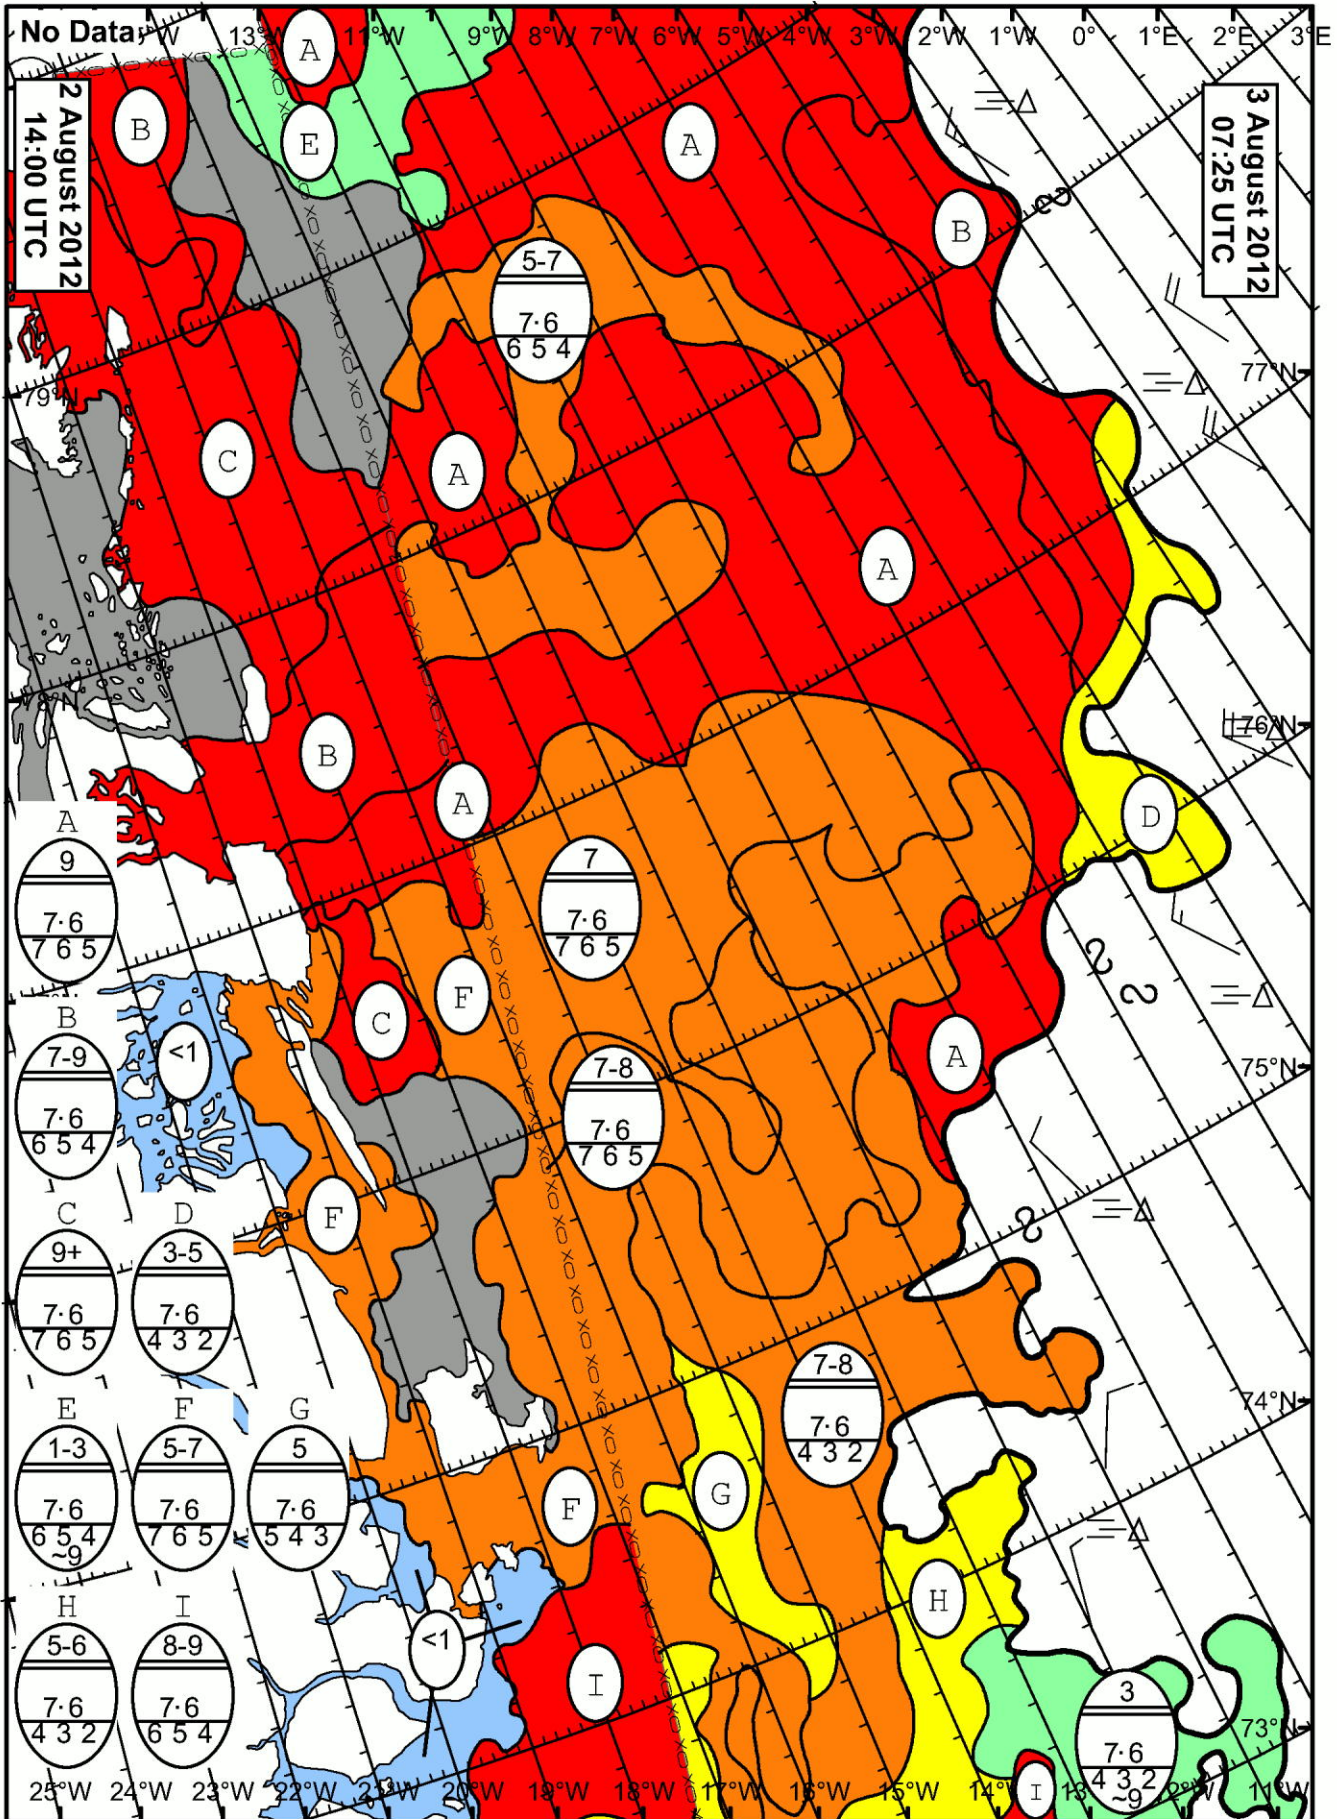 No Data
13°W
11°W
9°W
8°W
7°W
6°W
5°W
4°W
3°W
2°W
1°W
0°
1°E
2°E
3°E
2 August 2012
14:00 UTC
3 August 2012
07:25 UTC
A
E
B
A
B
5-7
7·6
6 5 4
77°N
79°N
C
A
A
78°N
76°N
B
A
D
A
9
7·6
7 6 5
7
7·6
7 6 5
F
C
<1
B
7-9
7·6
6 5 4
A
75°N
7-8
7·6
7 6 5
F
C
9+
7·6
7 6 5
D
3-5
7·6
4 3 2
7-8
7·6
4 3 2
74°N
E
1-3
7·6
6 5 4
~9
F
5-7
7·6
7 6 5
G
5
7·6
5 4 3
F
G
H
H
5-6
7·6
4 3 2
I
8-9
7·6
6 5 4
<1
I
3
7·6
4 3 2
~9
73°N
I
25°W
24°W
23°W
22°W
21°W
20°W
19°W
18°W
17°W
16°W
15°W
14°W
11°W